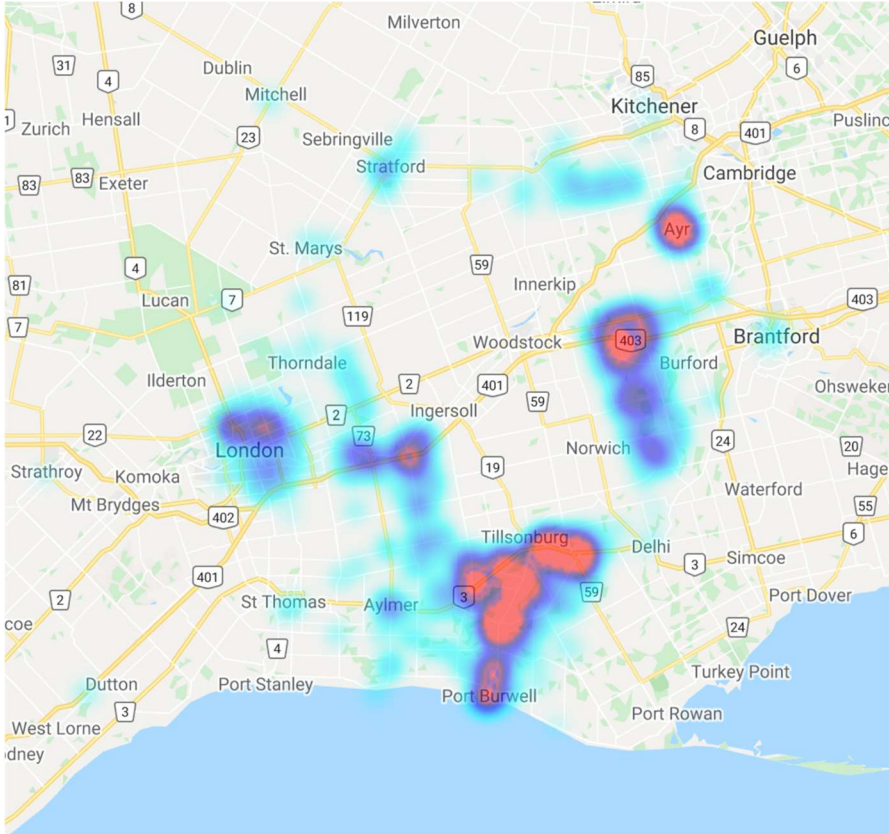 8
Milverton
Guelph
31
4
Dublin
85
6
Mitchell
Kitchener
Zurich
Hensall
23
8
401
Puslinc
Sebringville
Stratford
83
83
Exeter
Cambridge
Ayr
St. Marys
59
4
81
Innerkip
Lucan
7
403
119
7
Woodstock
403
Brantford
Thorndale
Burford
Ilderton
2
401
Ohsweken
59
2
Ingersoll
22
73
24
London
Norwich
20
Strathroy
Komoka
19
Hage
Waterford
Mt Brydges
402
55
Tillsonburg
6
Delhi
Simcoe
3
401
2
St Thomas
Aylmer
3
59
Port Dover
coe
24
4
Turkey Point
Dutton
Port Stanley
Port Burwell
3
Port Rowan
West Lorne
dney